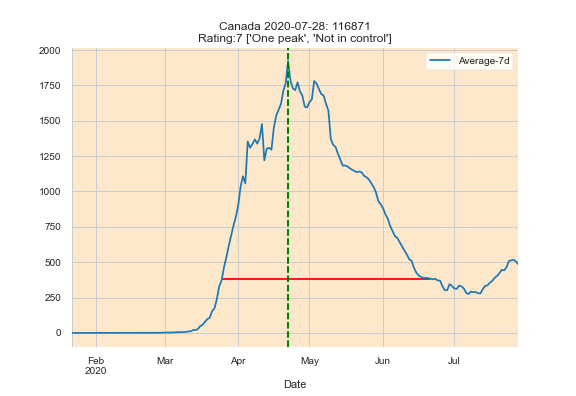 Canada 2020-07-28: 116871
Rating:7 ['One peak', 'Not in control']
Average-7d
2000
1750
1500
1250
1000
750
500
250
0
Feb
2020
Mar
Apr
May
Jun
Jul
Date